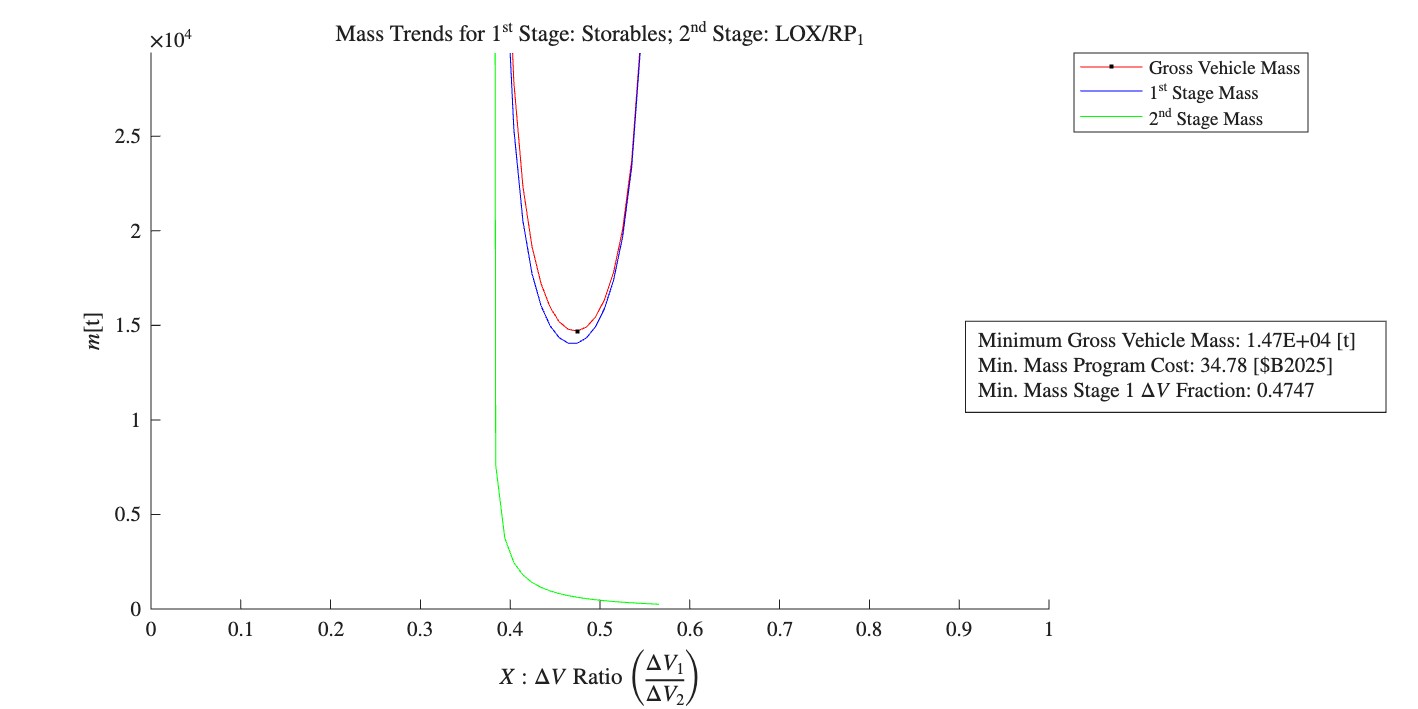 Mass Trends for 1st Stage: Storables; 2nd Stage: LOX/RP1
×10⁴
Gross Vehicle Mass
1st Stage Mass
2nd Stage Mass
2.5
2
1.5
1
0.5
0
m[t]
Minimum Gross Vehicle Mass: 1.47E+04 [t]
Min. Mass Program Cost: 34.78 [$B2025]
Min. Mass Stage 1 ΔV Fraction: 0.4747
0 0.1 0.2 0.3 0.4 0.5 0.6 0.7 0.8 0.9 1
X : ΔV Ratio (ΔV₁/ΔV₂)